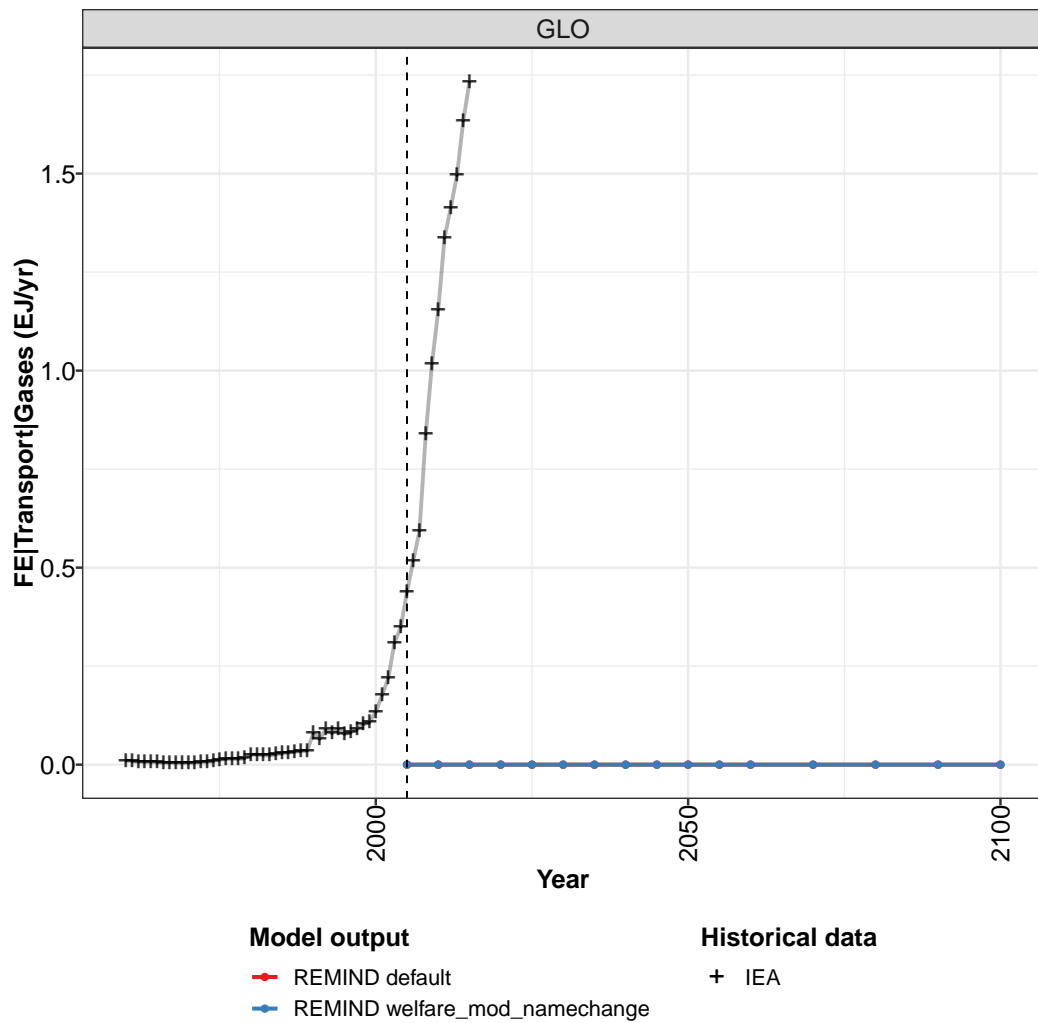 GLO
FE|Transport|Gases (EJ/yr)
1.5
1.0
0.5
0.0
2000
2050
2100
Year
Model output
REMIND default
REMIND welfare_mod_namechange
Historical data
IEA